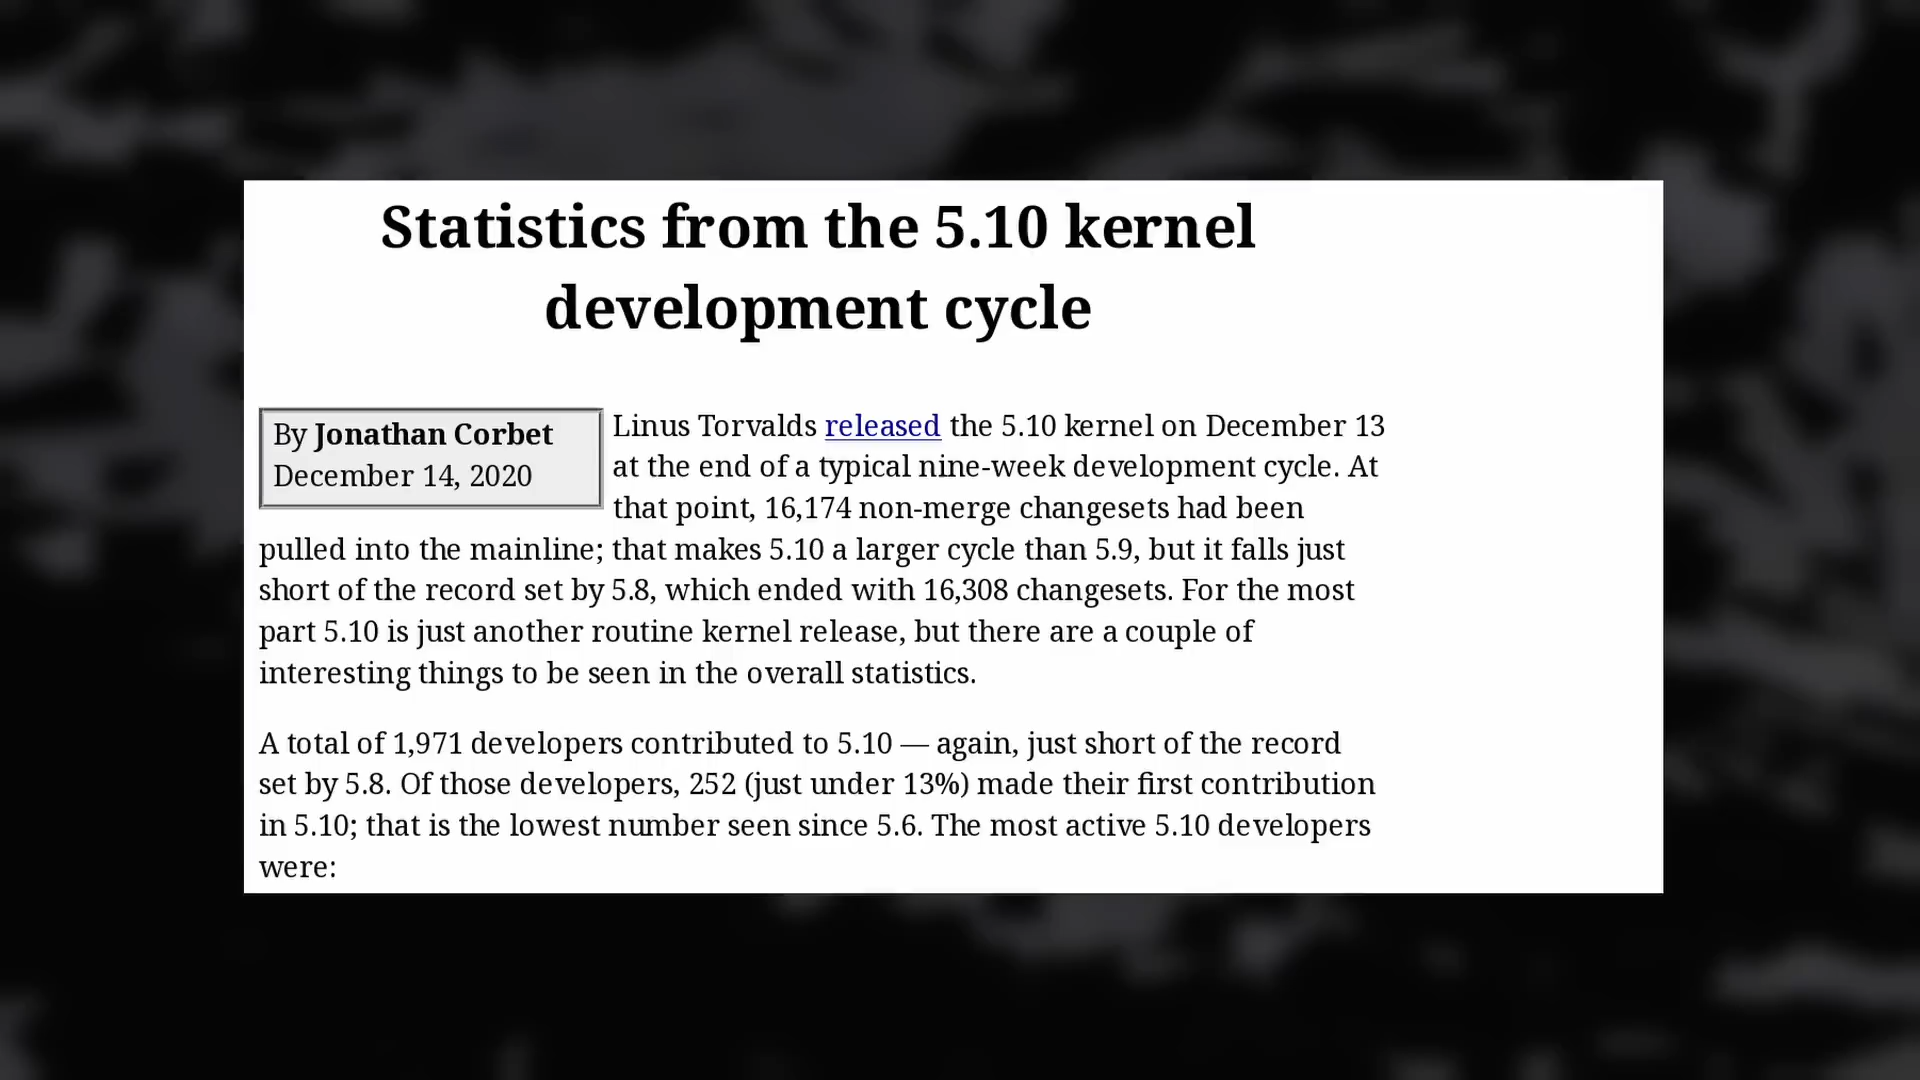 Statistics from the 5.10 kernel
development cycle
By Jonathan Corbet
December 14, 2020
Linus Torvalds released the 5.10 kernel on December 13
at the end of a typical nine-week development cycle. At
that point, 16,174 non-merge changesets had been
pulled into the mainline; that makes 5.10 a larger cycle than 5.9, but it falls just
short of the record set by 5.8, which ended with 16,308 changesets. For the most
part 5.10 is just another routine kernel release, but there are a couple of
interesting things to be seen in the overall statistics.
A total of 1,971 developers contributed to 5.10 — again, just short of the record
set by 5.8. Of those developers, 252 (just under 13%) made their first contribution
in 5.10; that is the lowest number seen since 5.6. The most active 5.10 developers
were: